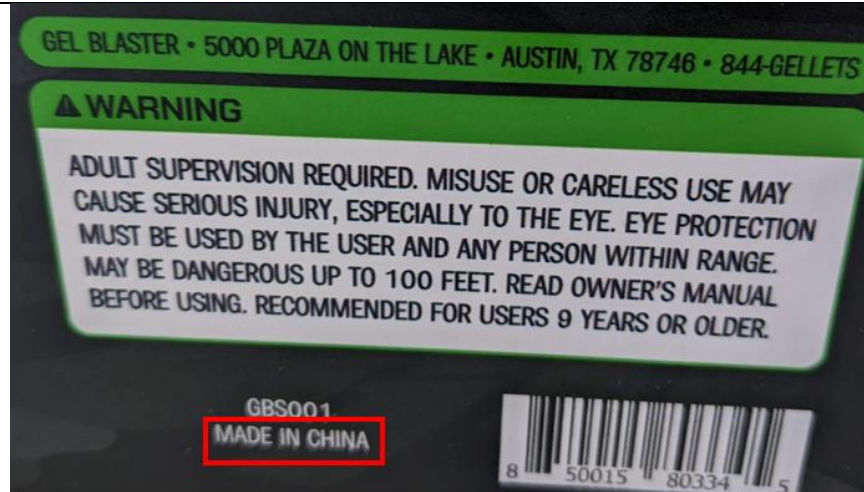 GEL BLASTER • 5000 PLAZA ON THE LAKE • AUSTIN, TX 78746 • 844-GELLETS
⚠ WARNING
ADULT SUPERVISION REQUIRED. MISUSE OR CARELESS USE MAY
CAUSE SERIOUS INJURY, ESPECIALLY TO THE EYE. EYE PROTECTION
MUST BE USED BY THE USER AND ANY PERSON WITHIN RANGE.
MAY BE DANGEROUS UP TO 100 FEET. READ OWNER'S MANUAL
BEFORE USING. RECOMMENDED FOR USERS 9 YEARS OR OLDER.
GBS001
MADE IN CHINA
8 50015 80334 5